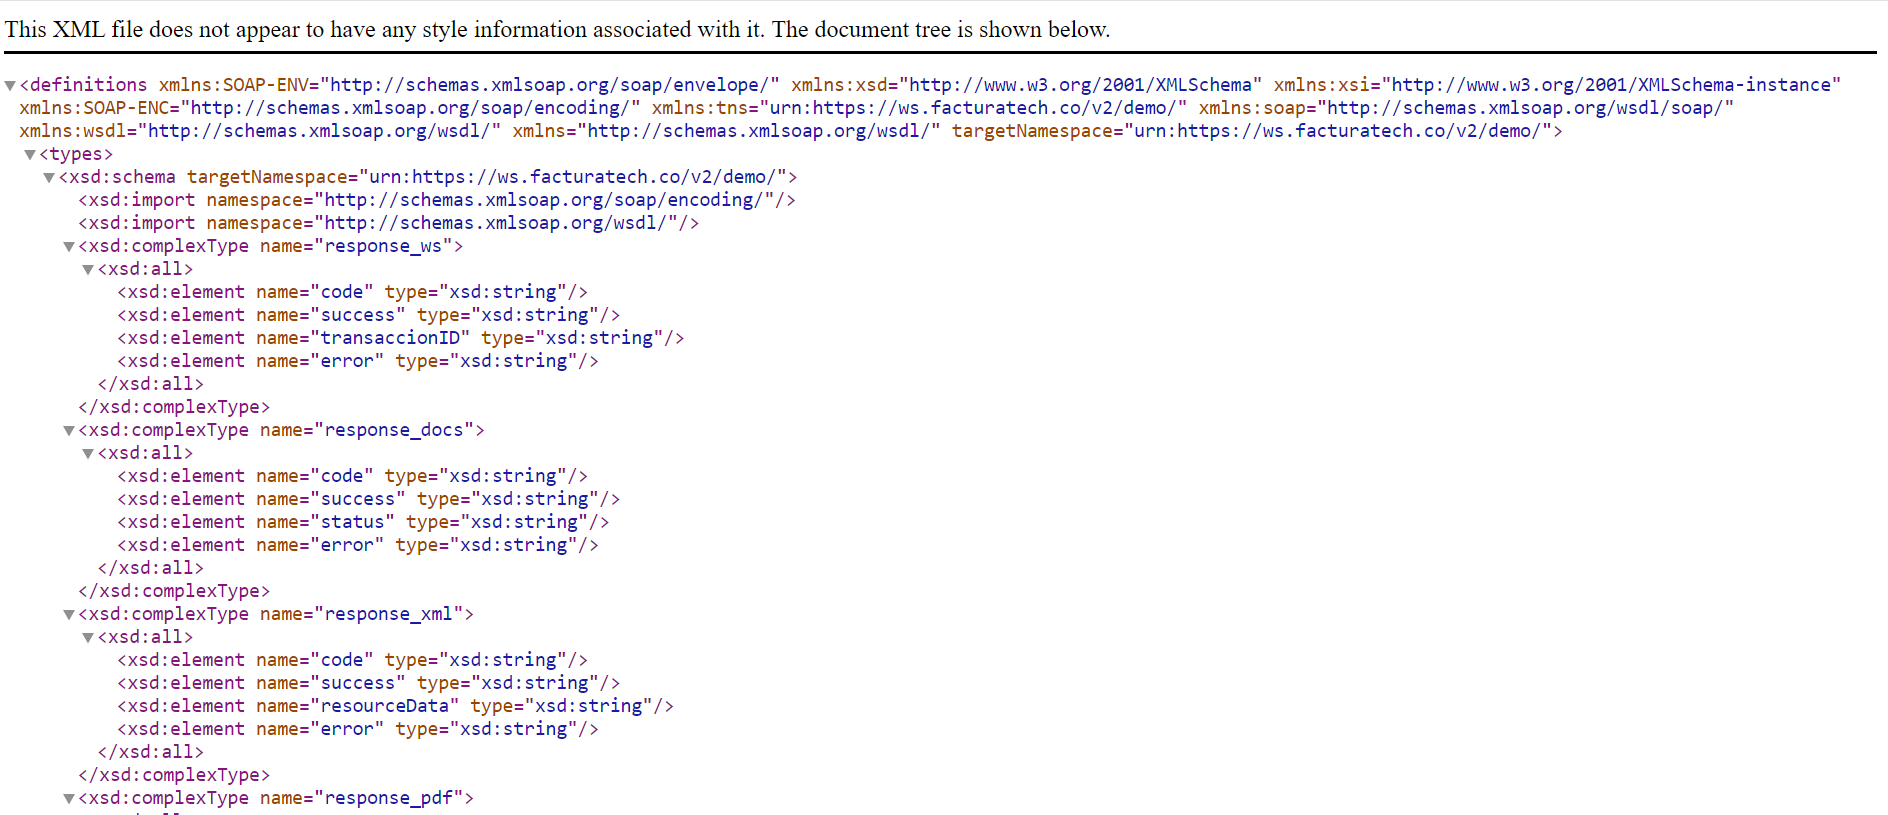 This XML file does not appear to have any style information associated with it. The document tree is shown below.
▼<definitions xmlns:SOAP-ENV="http://schemas.xmlsoap.org/soap/envelope/" xmlns:xsd="http://www.w3.org/2001/XMLSchema" xmlns:xsi="http://www.w3.org/2001/XMLSchema-instance"
xmlns:SOAP-ENC="http://schemas.xmlsoap.org/soap/encoding/" xmlns:tns="urn:https://ws.facturatech.co/v2/demo/" xmlns:soap="http://schemas.xmlsoap.org/wsdl/soap/"
xmlns:wsdl="http://schemas.xmlsoap.org/wsdl/" xmlns="http://schemas.xmlsoap.org/wsdl/" targetNamespace="urn:https://ws.facturatech.co/v2/demo/">
▼<types>
▼<xsd:schema targetNamespace="urn:https://ws.facturatech.co/v2/demo/">
<xsd:import namespace="http://schemas.xmlsoap.org/soap/encoding/"/>
<xsd:import namespace="http://schemas.xmlsoap.org/wsdl/"/>
▼<xsd:complexType name="response_ws">
▼<xsd:all>
<xsd:element name="code" type="xsd:string"/>
<xsd:element name="success" type="xsd:string"/>
<xsd:element name="transaccionID" type="xsd:string"/>
<xsd:element name="error" type="xsd:string"/>
</xsd:all>
</xsd:complexType>
▼<xsd:complexType name="response_docs">
▼<xsd:all>
<xsd:element name="code" type="xsd:string"/>
<xsd:element name="success" type="xsd:string"/>
<xsd:element name="status" type="xsd:string"/>
<xsd:element name="error" type="xsd:string"/>
</xsd:all>
</xsd:complexType>
▼<xsd:complexType name="response_xml">
▼<xsd:all>
<xsd:element name="code" type="xsd:string"/>
<xsd:element name="success" type="xsd:string"/>
<xsd:element name="resourceData" type="xsd:string"/>
<xsd:element name="error" type="xsd:string"/>
</xsd:all>
</xsd:complexType>
▼<xsd:complexType name="response_pdf">